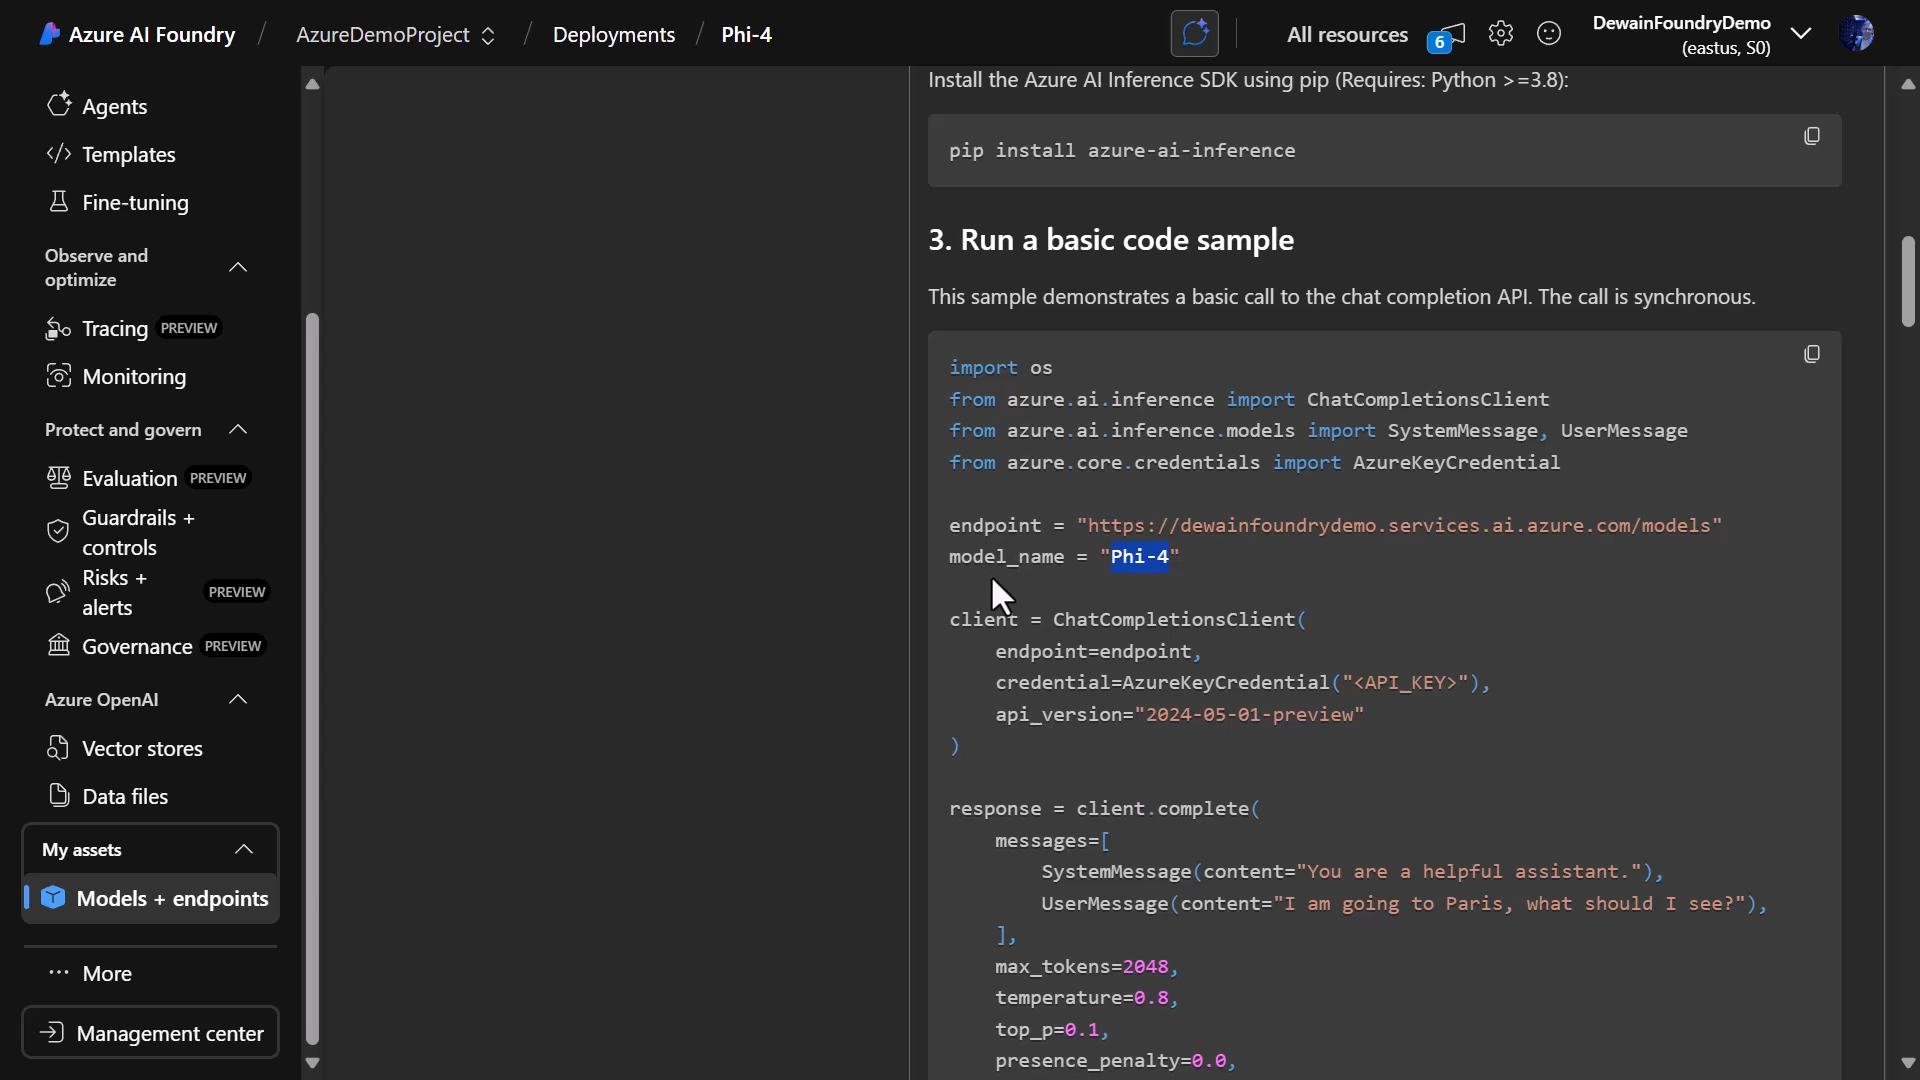 Azure AI Foundry / AzureDemoProject / Deployments / Phi-4
All resources
6
DewainFoundryDemo
(eastus, S0)
Agents
Templates
Fine-tuning
Observe and
optimize
Tracing PREVIEW
Monitoring
Protect and govern
Evaluation PREVIEW
Guardrails +
controls
Risks +
alerts
PREVIEW
Governance PREVIEW
Azure OpenAI
Vector stores
Data files
My assets
Models + endpoints
More
Management center
Install the Azure AI Inference SDK using pip (Requires: Python >=3.8):
pip install azure-ai-inference
3. Run a basic code sample
This sample demonstrates a basic call to the chat completion API. The call is synchronous.
import os
from azure.ai.inference import ChatCompletionsClient
from azure.ai.inference.models import SystemMessage, UserMessage
from azure.core.credentials import AzureKeyCredential
endpoint = "https://dewainfoundrydemo.services.ai.azure.com/models"
model_name = "Phi-4"
client = ChatCompletionsClient(
endpoint=endpoint,
credential=AzureKeyCredential("<API_KEY>"),
api_version="2024-05-01-preview"
)
response = client.complete(
messages=[
SystemMessage(content="You are a helpful assistant."),
UserMessage(content="I am going to Paris, what should I see?"),
],
max_tokens=2048,
temperature=0.8,
top_p=0.1,
presence_penalty=0.0,